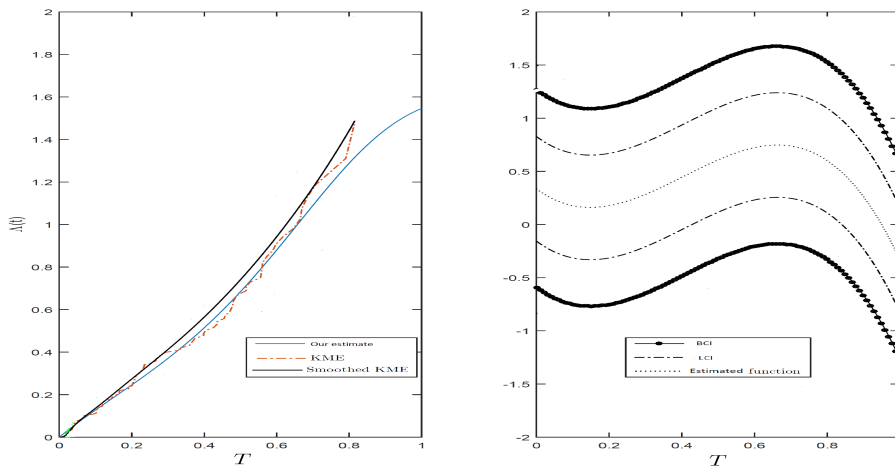 2
1.8
1.6
1.4
1.2
1
0.8
0.6
0.4
0.2
0
Λ(t)
0 0.2 0.4 0.6 0.8 1
T
Our estimate
KME
Smoothed KME
2
1.5
1
0.5
0
-0.5
-1
-1.5
-2
0 0.2 0.4 0.6 0.8
T
BCI
LCI
Estimated function